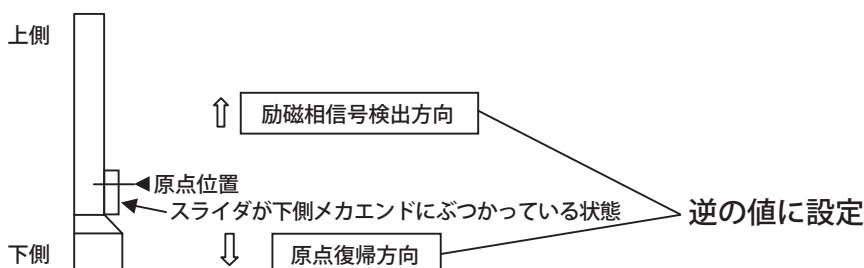 上側
励磁相信号検出方向
原点位置
スライダが下側メカエンドにぶつかっている状態
逆の値に設定
下側
原点復帰方向